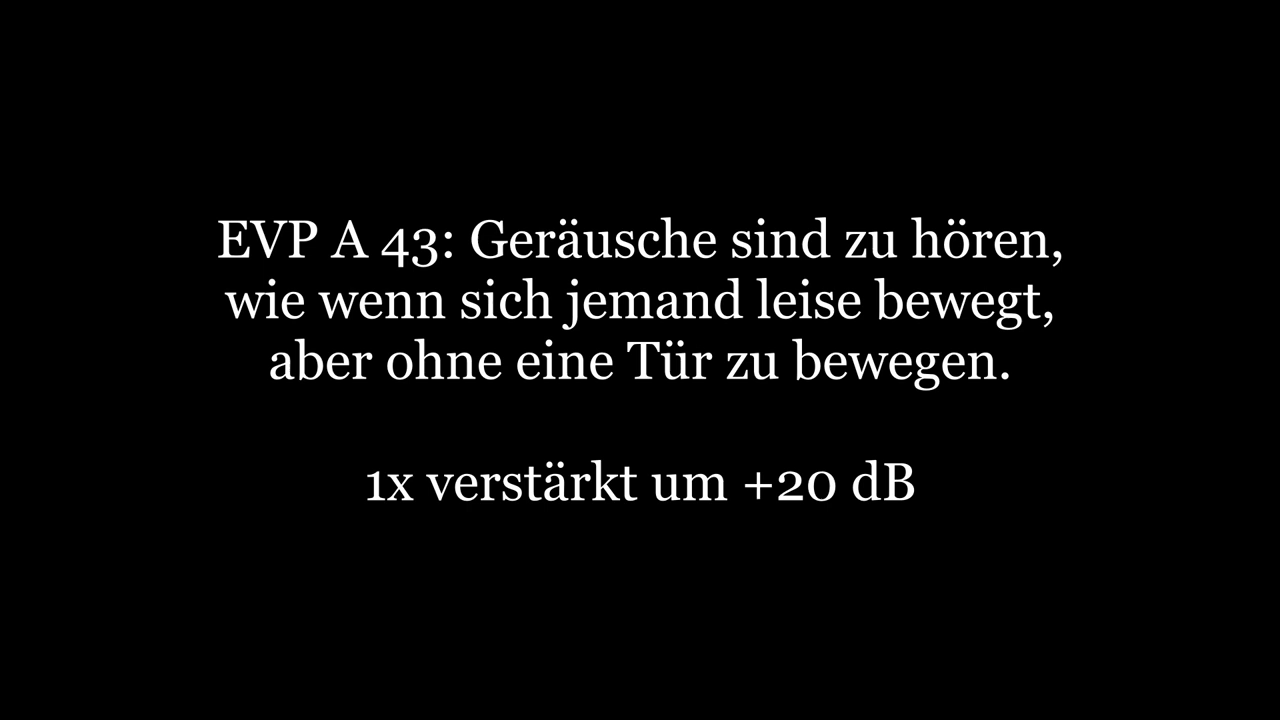 EVP A 43: Geräusche sind zu hören,
wie wenn sich jemand leise bewegt,
aber ohne eine Tür zu bewegen.
1x verstärkt um +20 dB